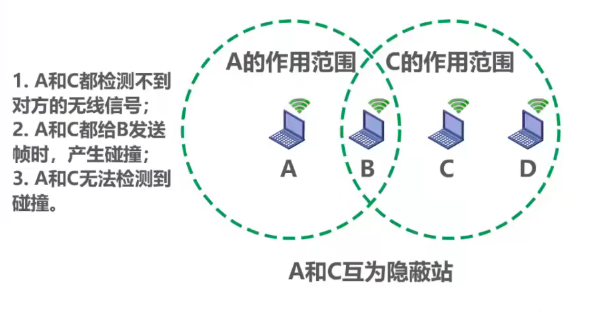 A的作用范围
C的作用范围
1. A和C都检测不到
对方的无线信号；
2. A和C都给B发送
帧时，产生碰撞；
3. A和C无法检测到
碰撞。
A
B
C
D
A和C互为隐蔽站